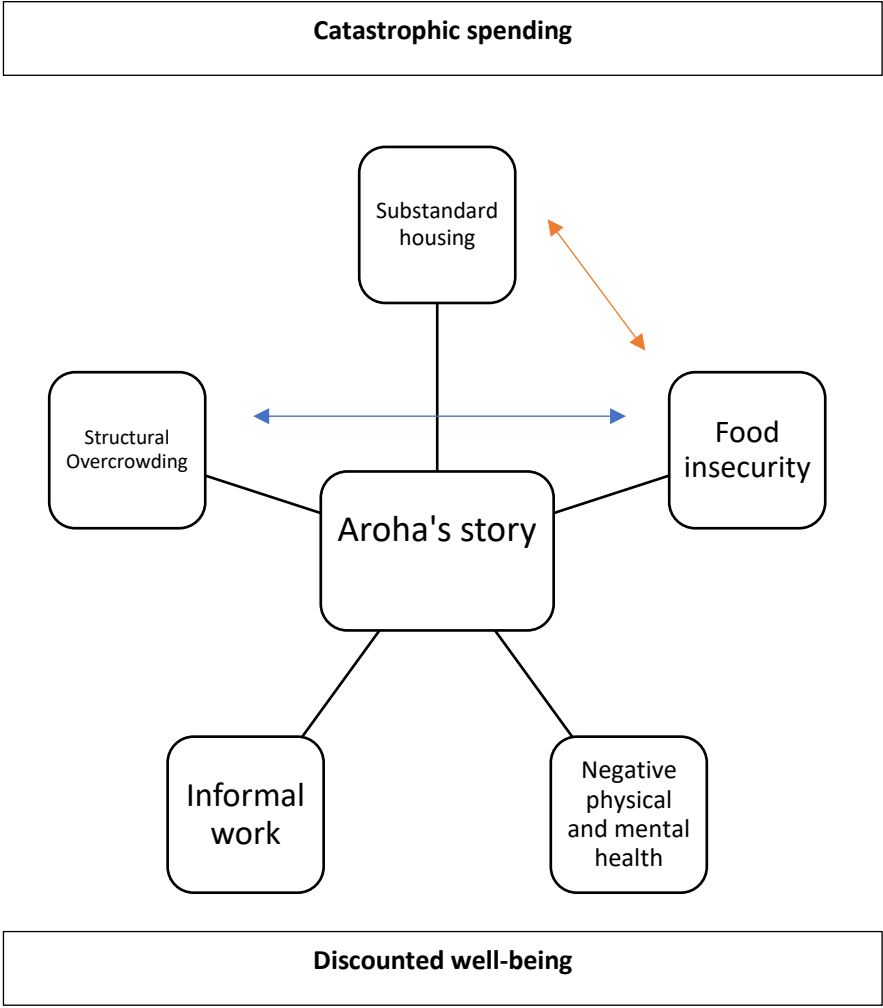 Catastrophic spending
Substandard
housing
Structural
Overcrowding
Food
insecurity
Aroha's story
Informal
work
Negative
physical
and mental
health
Discounted well-being